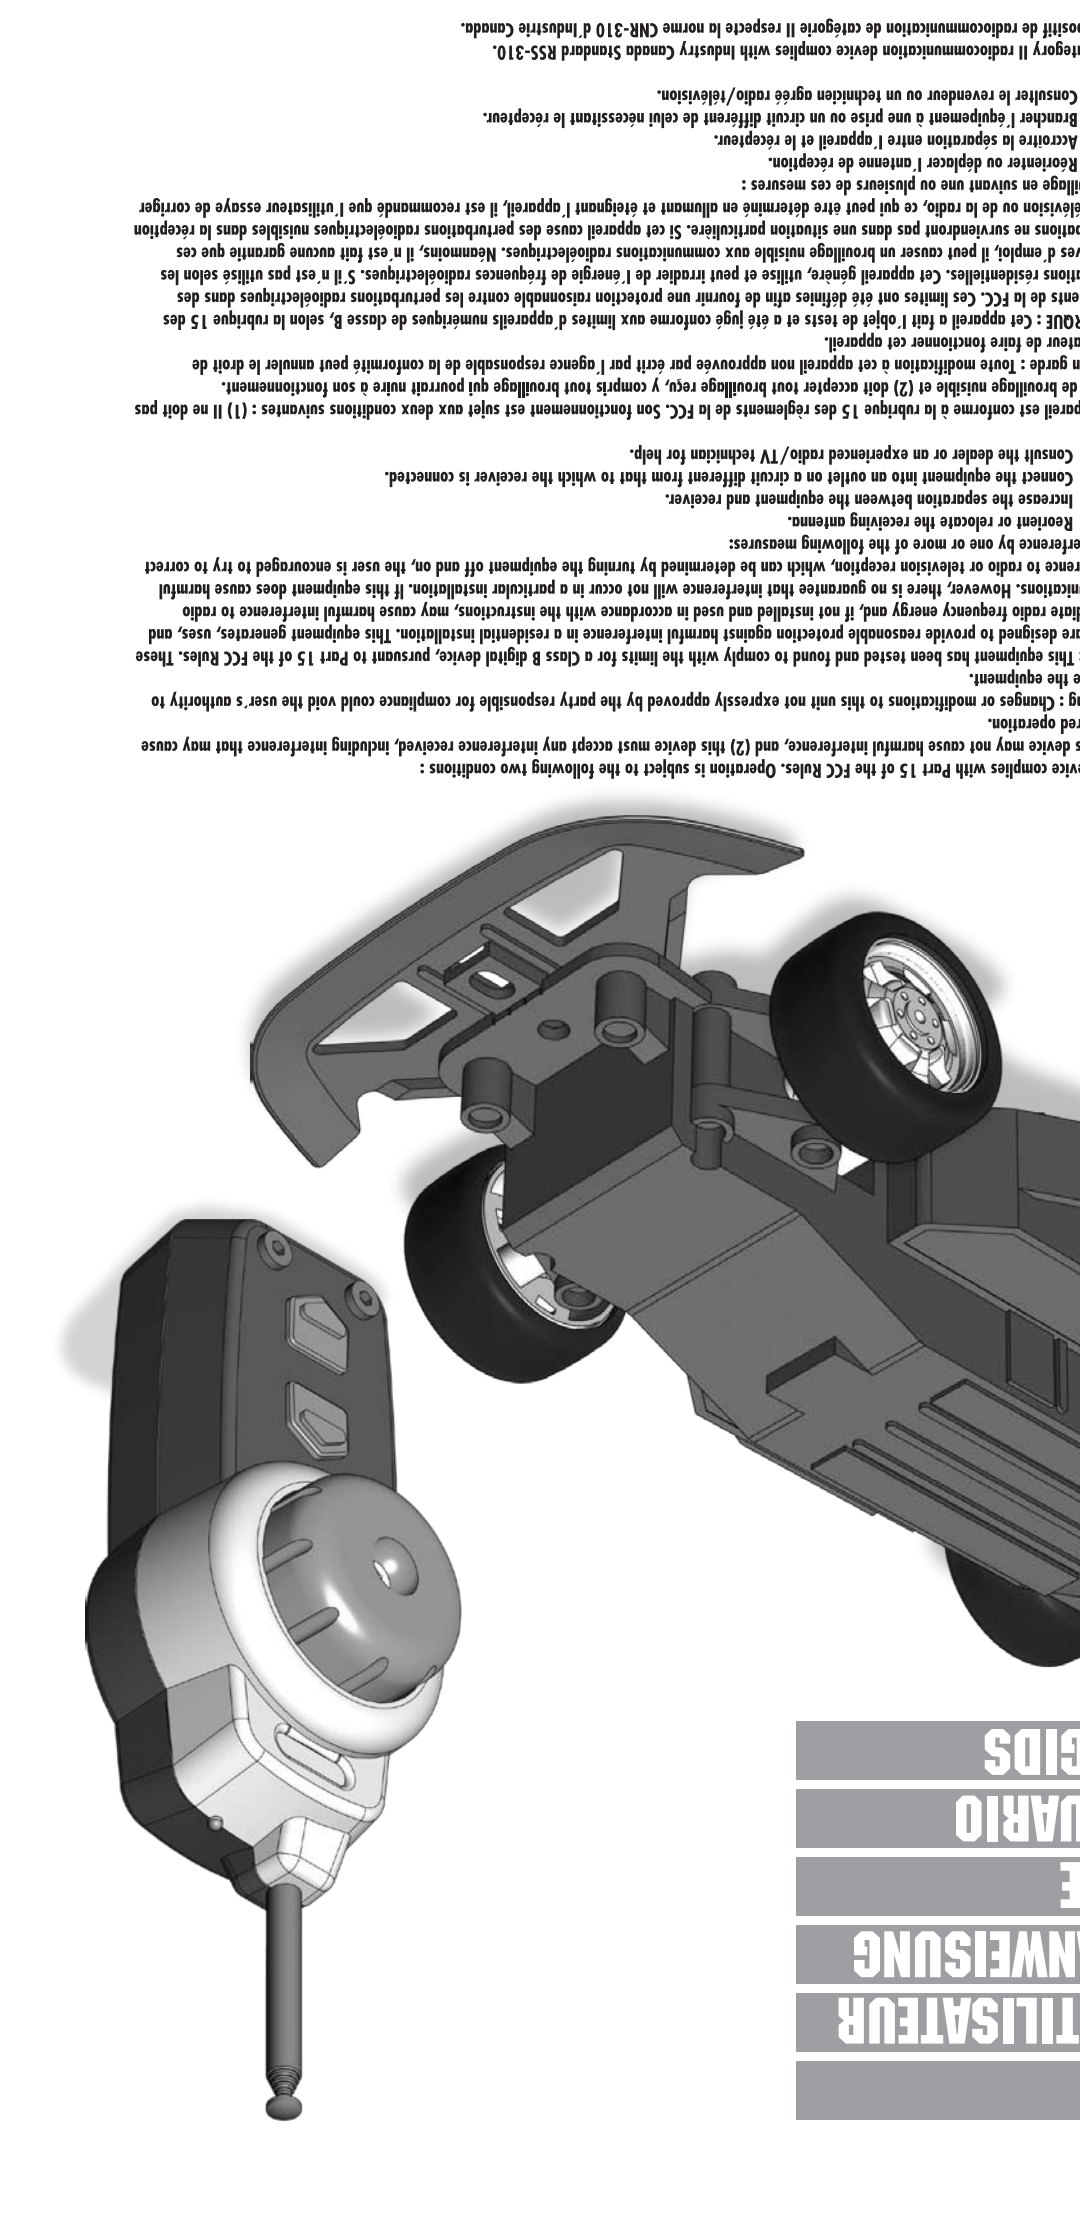 TILISATEUR
ANWEISUNG
E
UARIO
GIDS
evice complies with Part 15 of the FCC Rules. Operation is subject to the following two conditions :
s device may not cause harmful interference, and (2) this device must accept any interference received, including interference that may cause
red operation.
ng : Changes or modifications to this unit not expressly approved by the party responsible for compliance could void the user´s authority to
e the equipment.
: This equipment has been tested and found to comply with the limits for a Class B digital device, pursuant to Part 15 of the FCC Rules. These
are designed to provide reasonable protection against harmful interference in a residential installation. This equipment generates, uses, and
diate radio frequency energy and, if not installed and used in accordance with the instructions, may cause harmful interference to radio
unications. However, there is no guarantee that interference will not occur in a particular installation. If this equipment does cause harmful
rence to radio or television reception, which can be determined by turning the equipment off and on, the user is encouraged to try to correct
erference by one or more of the following measures:
Reorient or relocate the receiving antenna.
Increase the separation between the equipment and receiver.
Connect the equipment into an outlet on a circuit different from that to which the receiver is connected.
Consult the dealer or an experienced radio/TV technician for help.
pareil est conforme à la rubrique 15 des règlements de la FCC. Son fonctionnement est sujet aux deux conditions suivantes : (1) Il ne doit pas
de brouillage nuisible et (2) doit accepter tout brouillage reçu, y compris tout brouillage qui pourrait nuire à son fonctionnement.
n garde : Toute modification à cet appareil non approuvée par écrit par l´agence responsable de la conformité peut annuler le droit de
ateur de faire fonctionner cet appareil.
RQUE : Cet appareil a fait l´objet de tests et a été jugé conforme aux limites d´appareils numériques de classe B, selon la rubrique 15 des
ents de la FCC. Ces limites ont été définies afin de fournir une protection raisonnable contre les perturbations radioélectriques dans des
ations résidentielles. Cet appareil génère, utilise et peut irradier de l´énergie de fréquences radioélectriques. S´il n´est pas utilisé selon les
ves d´emploi, il peut causer un brouillage nuisible aux communications radioélectriques. Néanmoins, il n´est fait aucune garantie que ces
pations ne surviendront pas dans une situation particulière. Si cet appareil cause des perturbations radioélectriques nuisibles dans la réception
élévision ou de la radio, ce qui peut être déterminé en allumant et éteignant l´appareil, il est recommandé que l´utilisateur essaye de corriger
uillage en suivant une ou plusieurs de ces mesures :
Réorienter ou déplacer l´antenne de réception.
Accroître la séparation entre l´appareil et le récepteur.
Brancher l´équipement à une prise ou un circuit différent de celui nécessitant le récepteur.
Consulter le revendeur ou un technicien agréé radio/télévision.
tegory II radiocommunication device complies with Industry Canada Standard RSS-310.
positif de radiocommunication de catégorie II respecte la norme CNR-310 d´Industrie Canada.